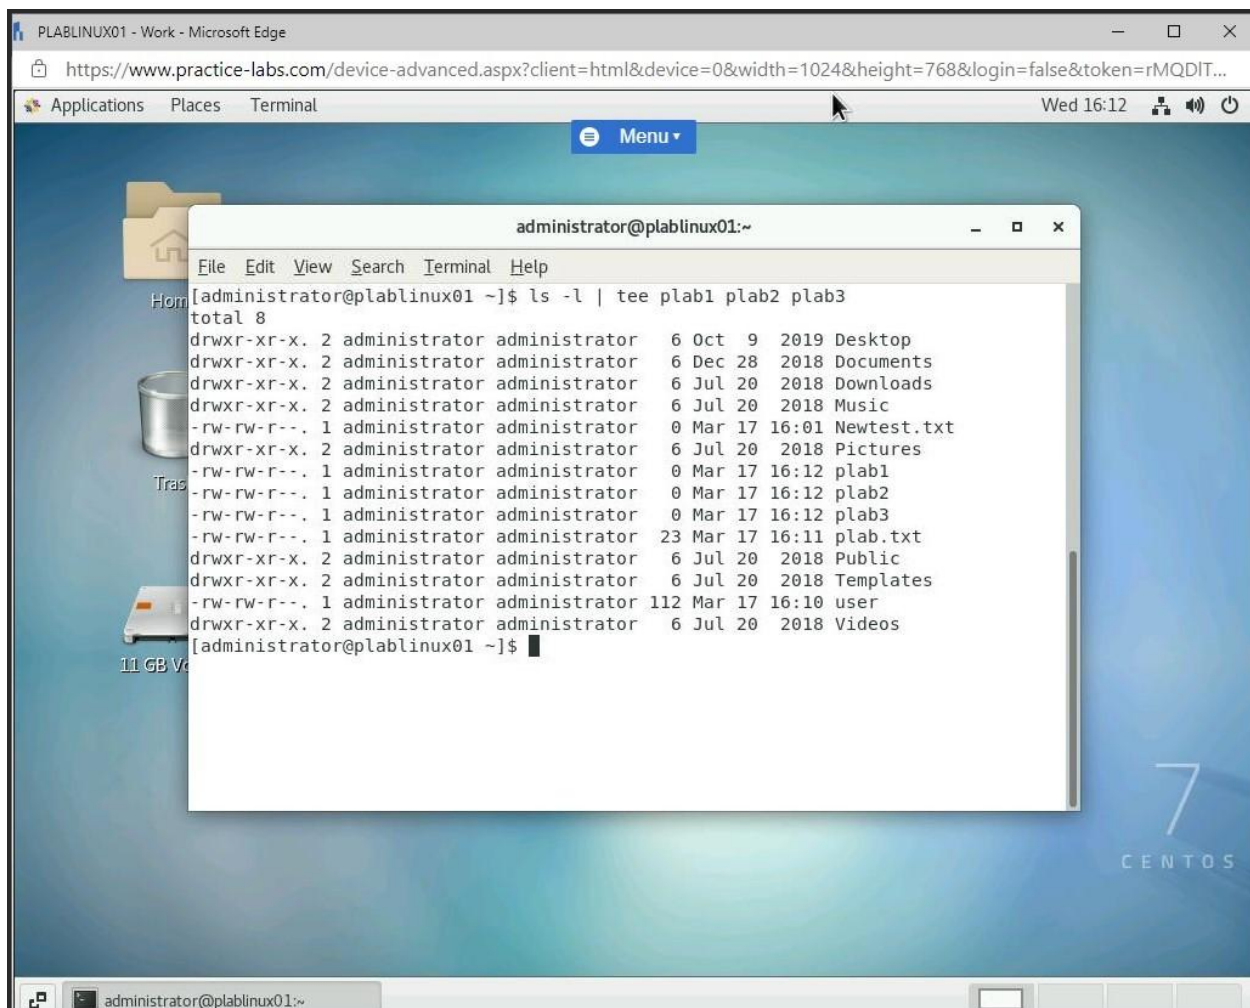 PLABLINUX01 - Work - Microsoft Edge
https://www.practice-labs.com/device-advanced.aspx?client=html&device=0&width=1024&height=768&login=false&token=rMQDlT...
Applications Places Terminal Wed 16:12
Menu
administrator@plablinux01:~
File Edit View Search Terminal Help
[administrator@plablinux01 ~]$ ls -l | tee plab1 plab2 plab3
total 8
drwxr-xr-x. 2 administrator administrator   6 Oct  9  2019 Desktop
drwxr-xr-x. 2 administrator administrator   6 Dec 28  2018 Documents
drwxr-xr-x. 2 administrator administrator   6 Jul 20  2018 Downloads
drwxr-xr-x. 2 administrator administrator   6 Jul 20  2018 Music
-rw-rw-r--. 1 administrator administrator   0 Mar 17 16:01 Newtest.txt
drwxr-xr-x. 2 administrator administrator   6 Jul 20  2018 Pictures
-rw-rw-r--. 1 administrator administrator   0 Mar 17 16:12 plab1
-rw-rw-r--. 1 administrator administrator   0 Mar 17 16:12 plab2
-rw-rw-r--. 1 administrator administrator   0 Mar 17 16:12 plab3
-rw-rw-r--. 1 administrator administrator  23 Mar 17 16:11 plab.txt
drwxr-xr-x. 2 administrator administrator   6 Jul 20  2018 Public
drwxr-xr-x. 2 administrator administrator   6 Jul 20  2018 Templates
-rw-rw-r--. 1 administrator administrator 112 Mar 17 16:10 user
drwxr-xr-x. 2 administrator administrator   6 Jul 20  2018 Videos
[administrator@plablinux01 ~]$
Hom
Tras
11 GB Vo
7
CENTOS
administrator@plablinux01:~